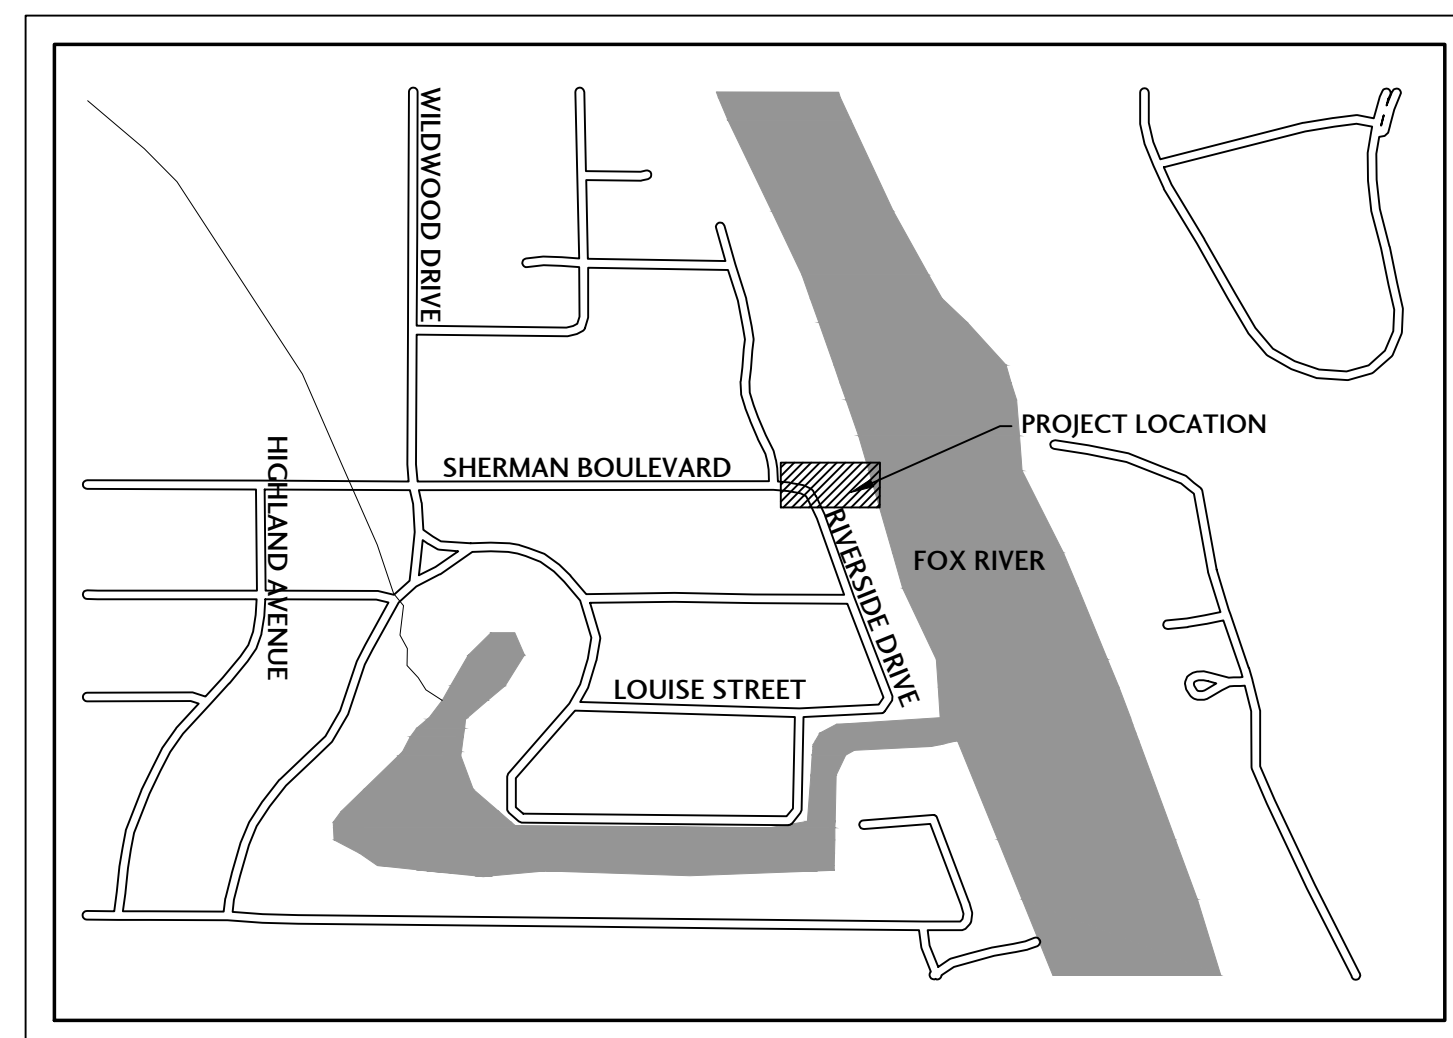 WILDWOOD DRIVE
PROJECT LOCATION
HIGHLAND AVENUE
SHERMAN BOULEVARD
RIVERSIDE DRIVE
FOX RIVER
LOUISE STREET